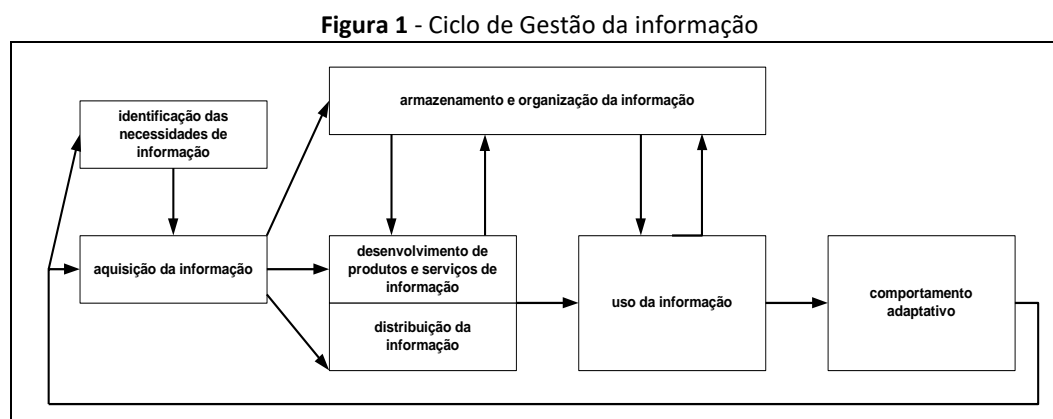 Figura 1 - Ciclo de Gestão da informação
armazenamento e organização da informação
identificação das
necessidades de
informação
aquisição da informação
desenvolvimento de
produtos e serviços de
informação
distribuição da
informação
uso da informação
comportamento
adaptativo